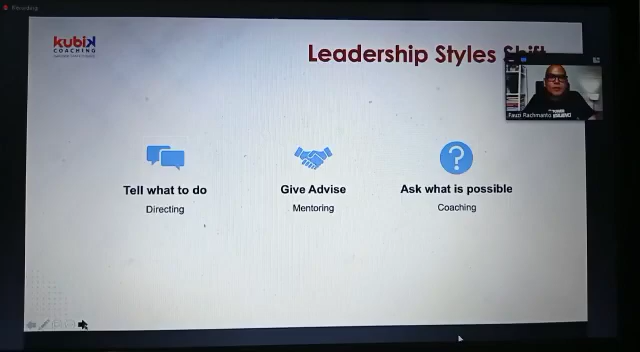 Recording
kubik
COACHING
Leadership Styles Shift
Fauzi Rachmanto
Tell what to do
Directing
Give Advise
Mentoring
Ask what is possible
Coaching